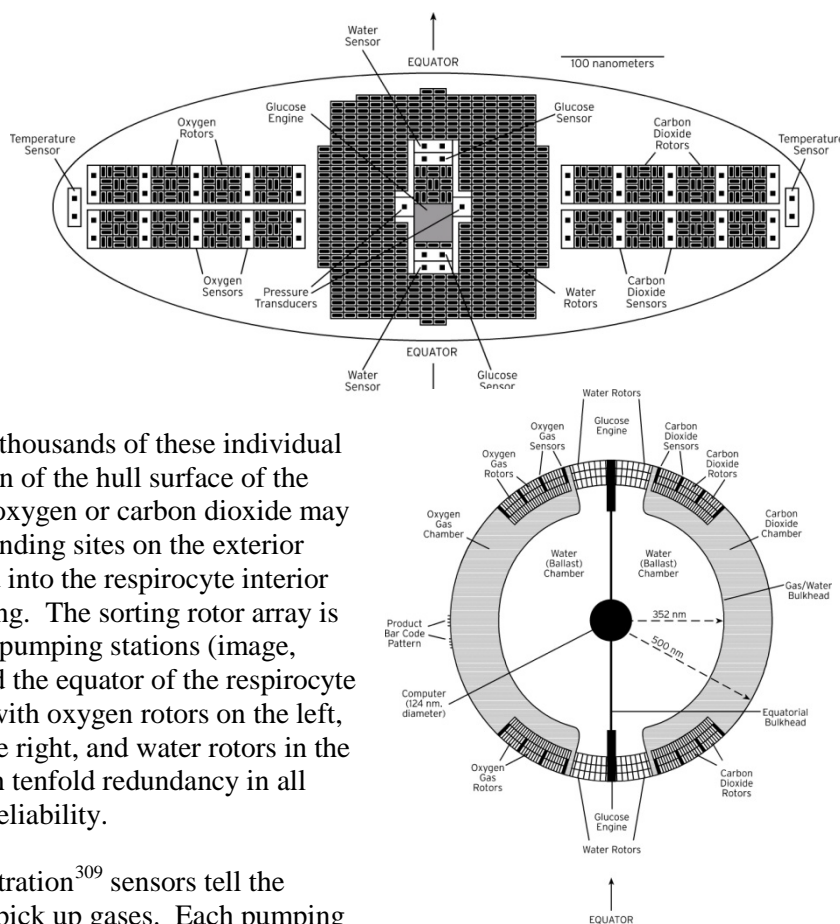 Water
Sensor
EQUATOR
100 nanometers
Glucose
Engine
Glucose
Sensor
Oxygen
Rotors
Carbon
Dioxide
Rotors
Temperature
Sensor
Temperature
Sensor
Oxygen
Sensors
Pressure
Transducers
Water
Rotors
Carbon
Dioxide
Sensors
EQUATOR
Water
Sensor
Glucose
Sensor
thousands of these individual
n of the hull surface of the
oxygen or carbon dioxide may
nding sites on the exterior
into the respirocyte interior
ng. The sorting rotor array is
pumping stations (image,
d the equator of the respirocyte
with oxygen rotors on the left,
e right, and water rotors in the
n tenfold redundancy in all
eliability.
tration309 sensors tell the
pick up gases. Each pumping
Water Rotors
Oxygen
Gas
Sensors
Glucose
Engine
Carbon
Dioxide
Sensors
Oxygen
Gas
Rotors
Carbon
Dioxide
Rotors
Oxygen
Gas
Chamber
Carbon
Dioxide
Chamber
Water
(Ballast)
Chamber
Water
(Ballast)
Chamber
Gas/Water
Bulkhead
352 nm
500 nm
Product
Bar Code
Pattern
Computer
(124 nm.
diameter)
Equatorial
Bulkhead
Oxygen
Gas
Rotors
Carbon
Dioxide
Rotors
Glucose
Engine
Water Rotors
EQUATOR